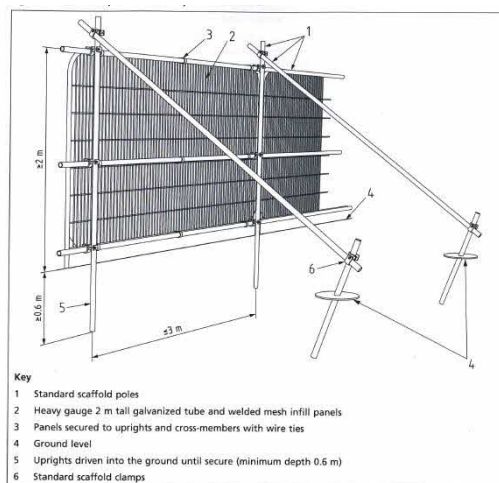 3
2
1
≥2 m
4
6
5
≥0.6 m
≤3 m
4
Key
1 Standard scaffold poles
2 Heavy gauge 2 m tall galvanized tube and welded mesh infill panels
3 Panels secured to uprights and cross-members with wire ties
4 Ground level
5 Uprights driven into the ground until secure (minimum depth 0.6 m)
6 Standard scaffold clamps